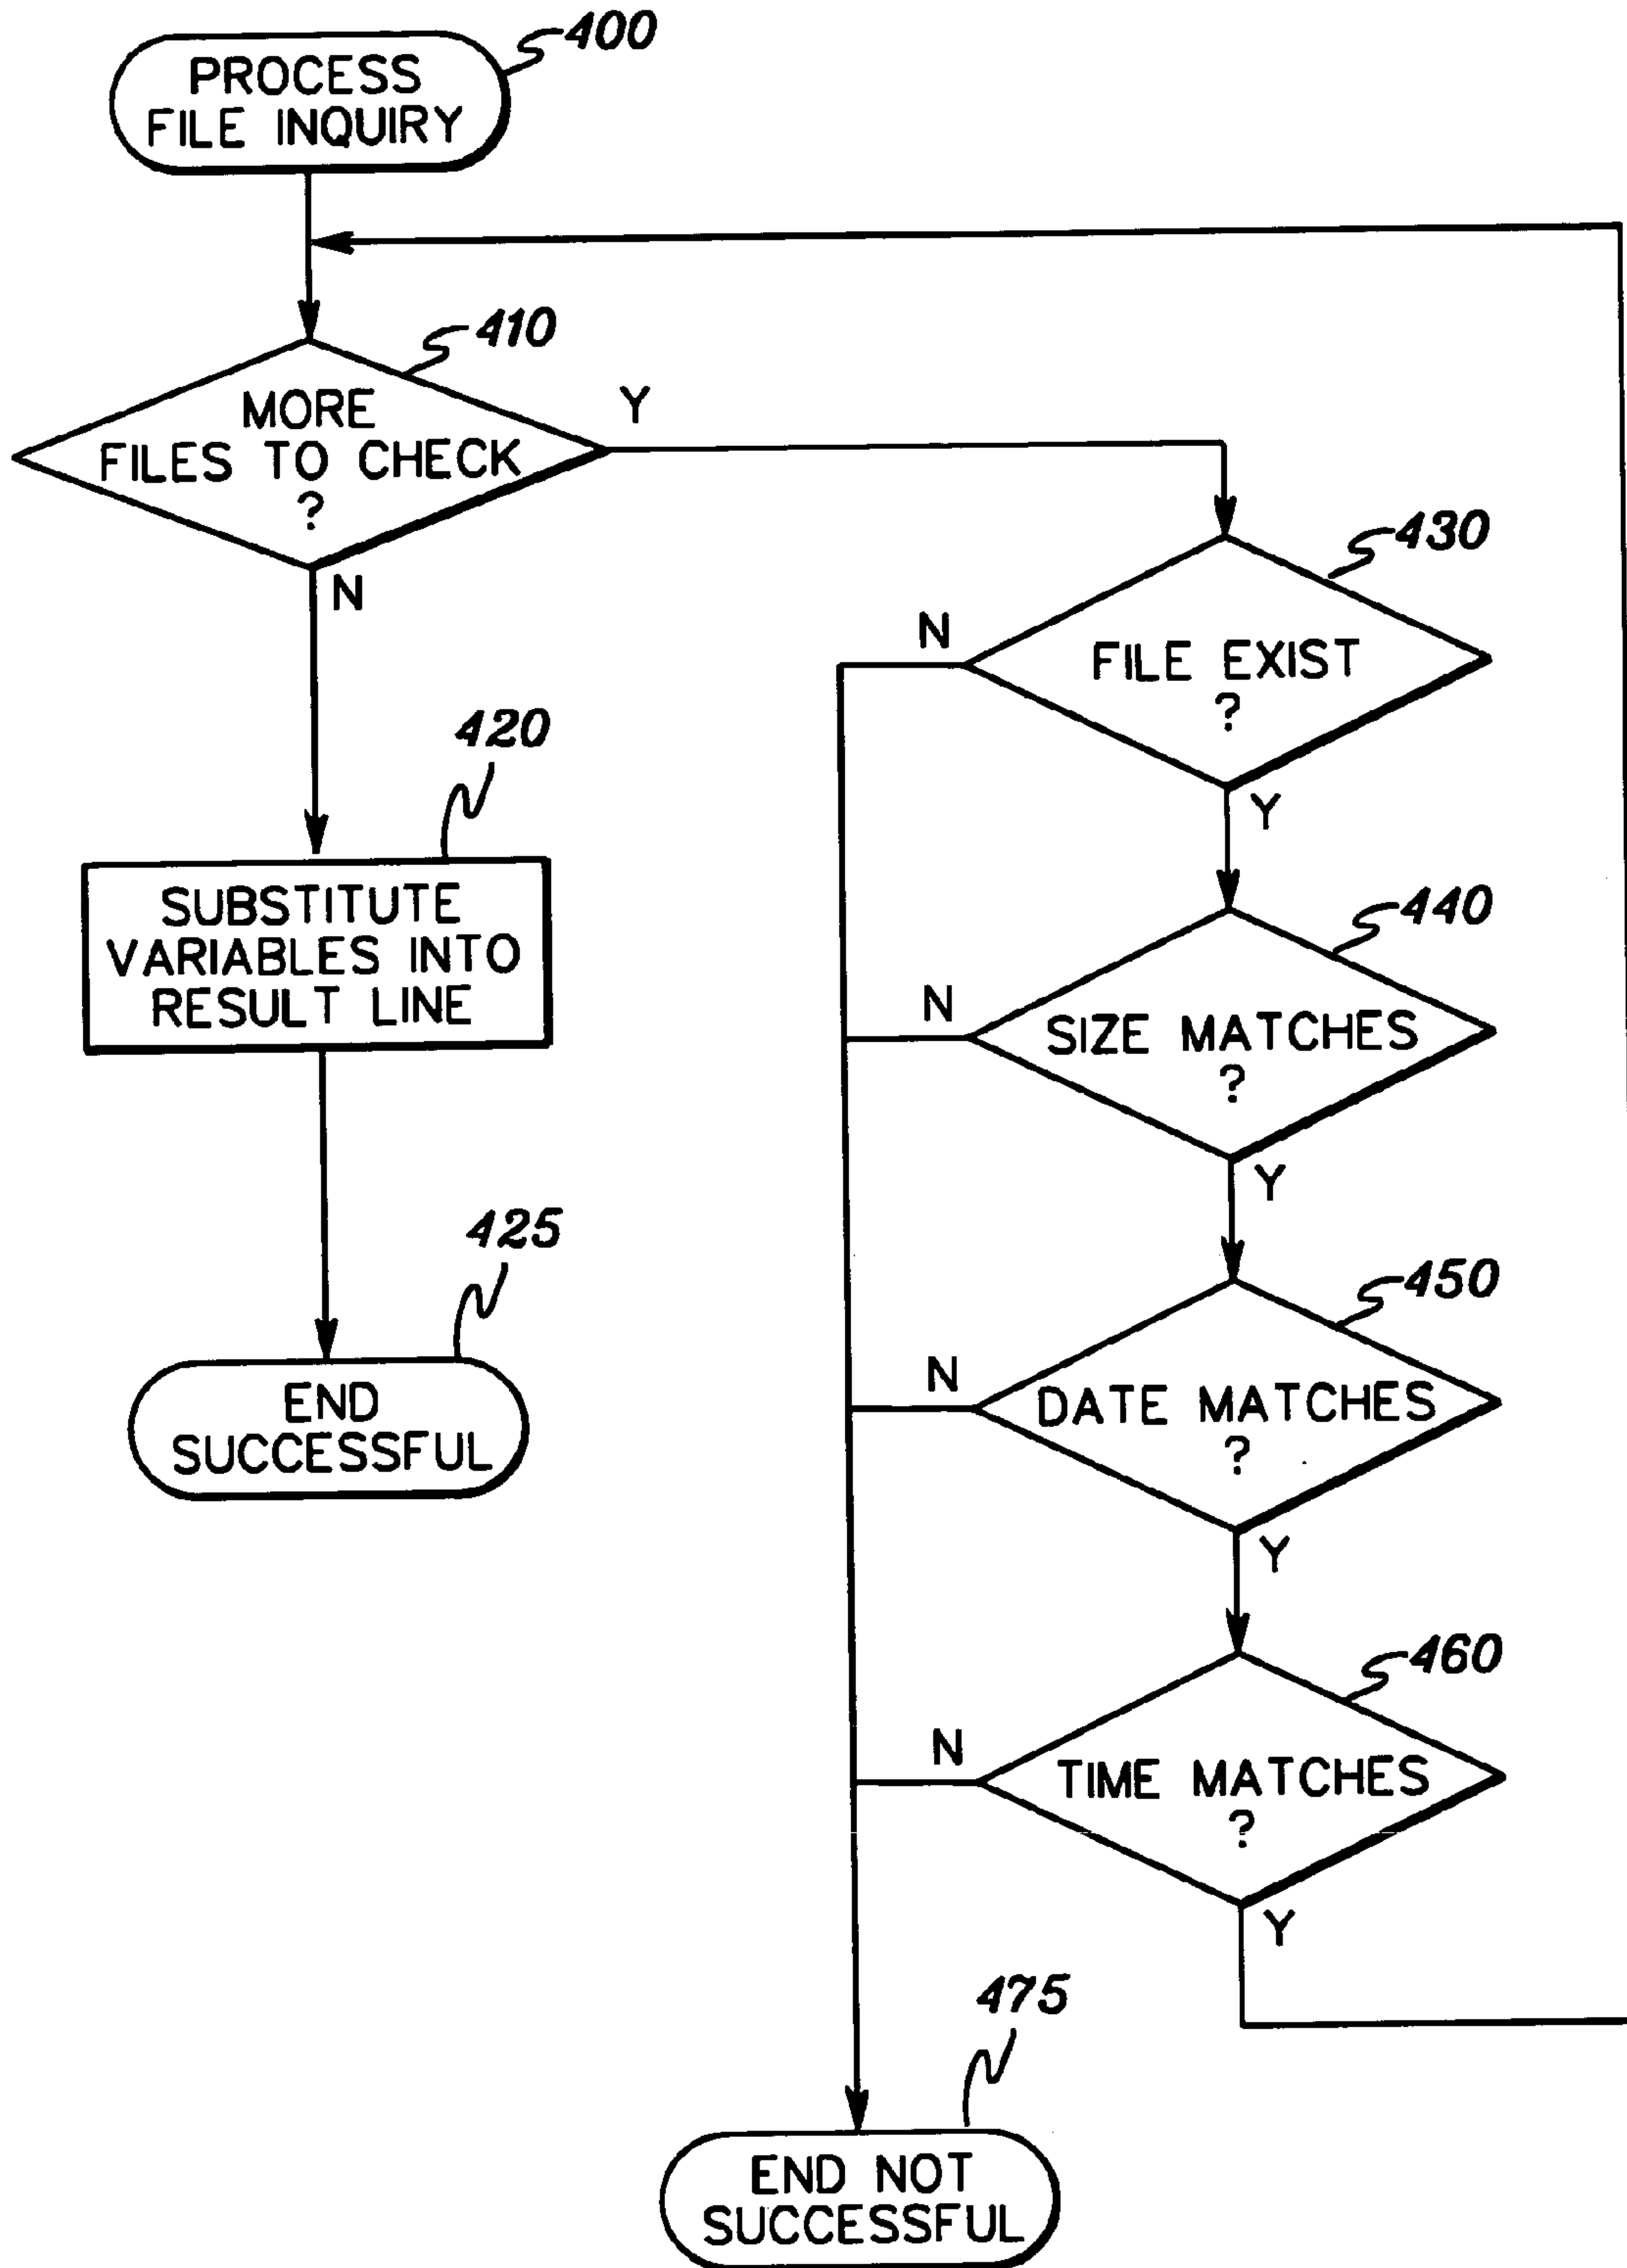 400
PROCESS
FILE INQUIRY
410
MORE
FILES TO CHECK
?
Y
N
430
FILE EXIST
?
N
Y
420
SUBSTITUTE
VARIABLES INTO
RESULT LINE
440
SIZE MATCHES
?
N
Y
425
END
SUCCESSFUL
450
DATE MATCHES
?
N
Y
460
TIME MATCHES
?
N
Y
475
END NOT
SUCCESSFUL